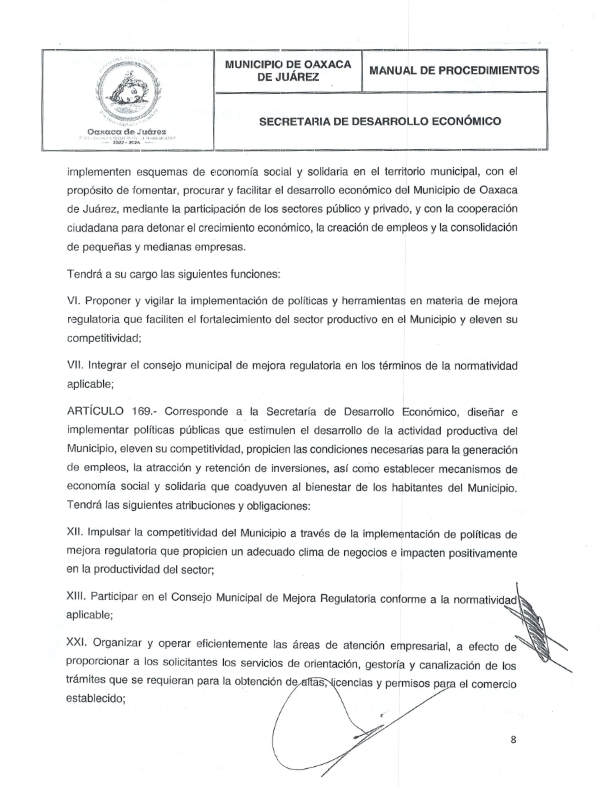 MUNICIPIO DE OAXACA
DE JUÁREZ
MANUAL DE PROCEDIMIENTOS
SECRETARIA DE DESARROLLO ECONÓMICO
Oaxaca de Juárez
2022 - 2024
implementen esquemas de economía social y solidaria en el territorio municipal, con el
propósito de fomentar, procurar y facilitar el desarrollo económico del Municipio de Oaxaca
de Juárez, mediante la participación de los sectores público y privado, y con la cooperación
ciudadana para detonar el crecimiento económico, la creación de empleos y la consolidación
de pequeñas y medianas empresas.
Tendrá a su cargo las siguientes funciones:
VI. Proponer y vigilar la implementación de políticas y herramientas en materia de mejora
regulatoria que faciliten el fortalecimiento del sector productivo en el Municipio y eleven su
competitividad;
VII. Integrar el consejo municipal de mejora regulatoria en los términos de la normatividad
aplicable;
ARTÍCULO 169.- Corresponde a la Secretaría de Desarrollo Económico, diseñar e
implementar políticas públicas que estimulen el desarrollo de la actividad productiva del
Municipio, eleven su competitividad, propicien las condiciones necesarias para la generación
de empleos, la atracción y retención de inversiones, así como establecer mecanismos de
economía social y solidaria que coadyuven al bienestar de los habitantes del Municipio.
Tendrá las siguientes atribuciones y obligaciones:
XII. Impulsar la competitividad del Municipio a través de la implementación de políticas de
mejora regulatoria que propicien un adecuado clima de negocios e impacten positivamente
en la productividad del sector;
XIII. Participar en el Consejo Municipal de Mejora Regulatoria conforme a la normatividad
aplicable;
XXI. Organizar y operar eficientemente las áreas de atención empresarial, a efecto de
proporcionar a los solicitantes los servicios de orientación, gestoría y canalización de los
trámites que se requieran para la obtención de altas, licencias y permisos para el comercio
establecido;
8